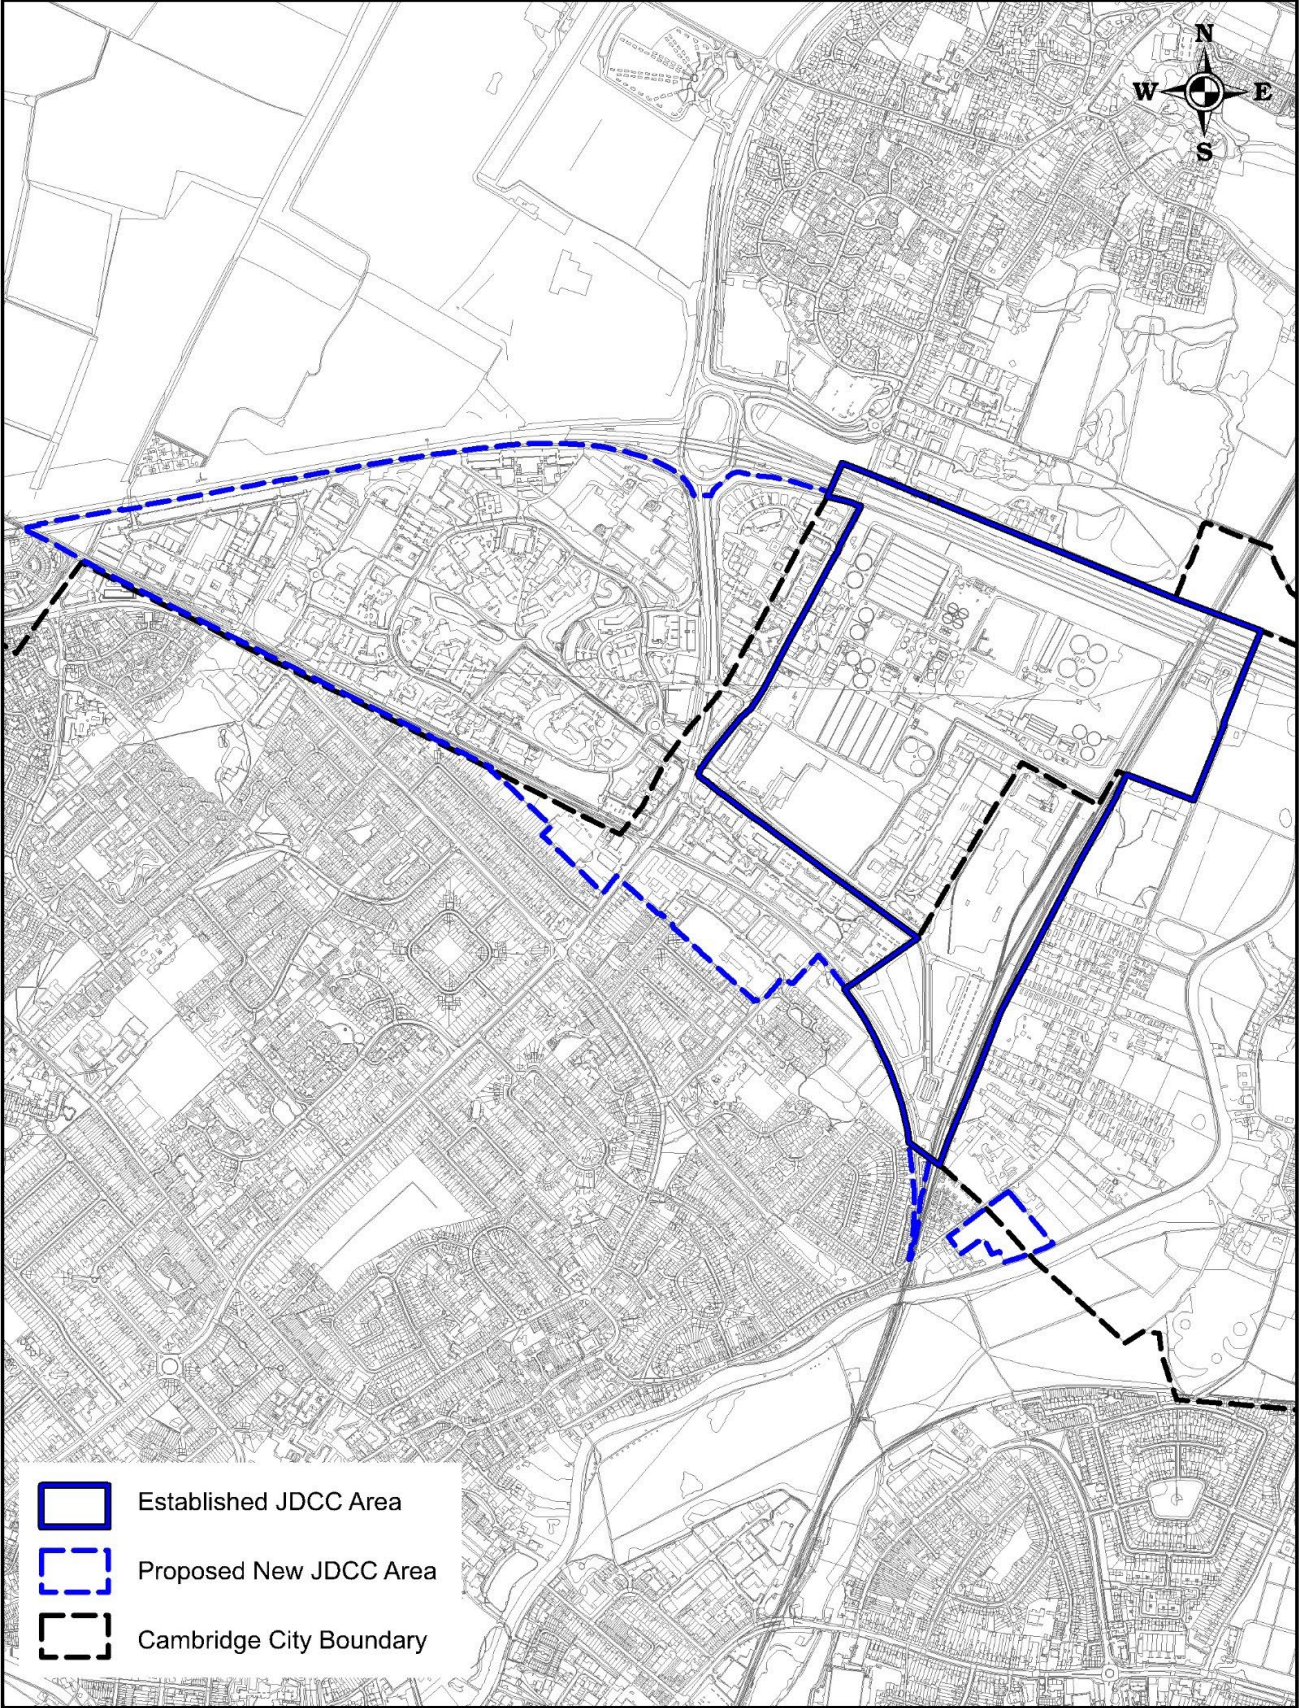 N
W E
S
Established JDCC Area
Proposed New JDCC Area
Cambridge City Boundary